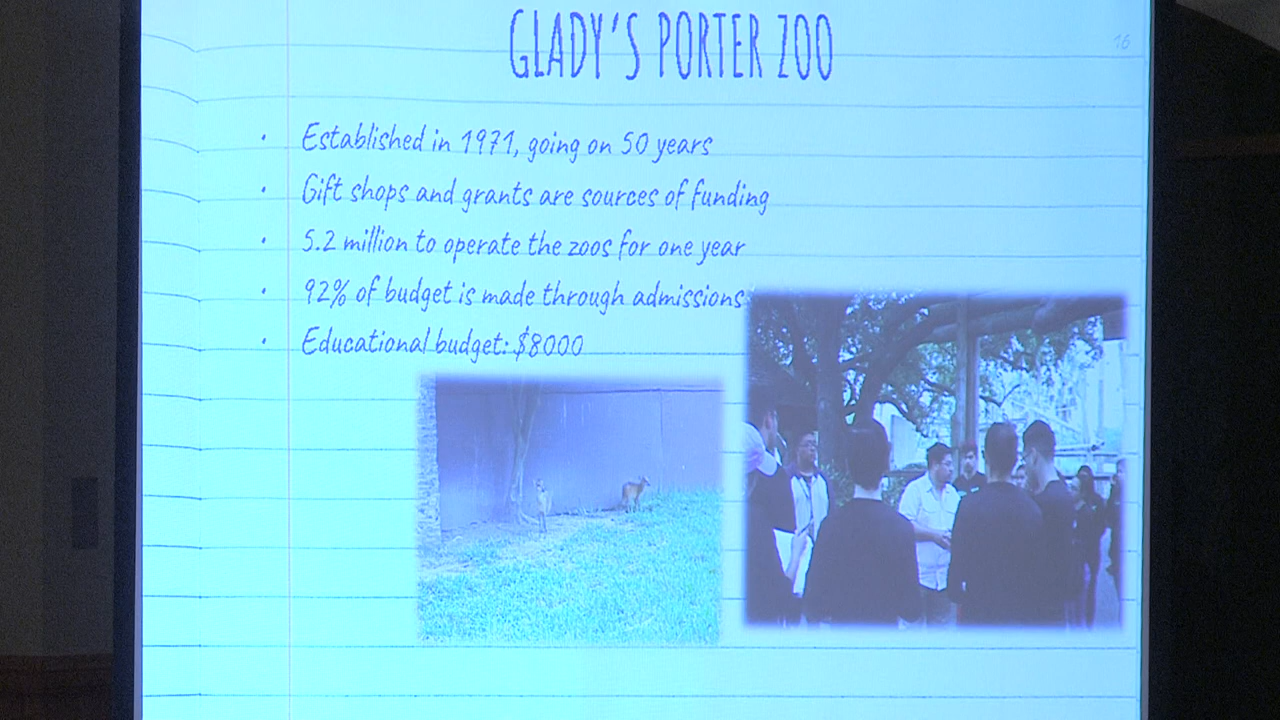 GLADY'S PORTER ZOO
16
• Established in 1971, going on 50 years
• Gift shops and grants are sources of funding
• 5.2 million to operate the zoos for one year
• 92% of budget is made through admissions
• Educational budget: $8000